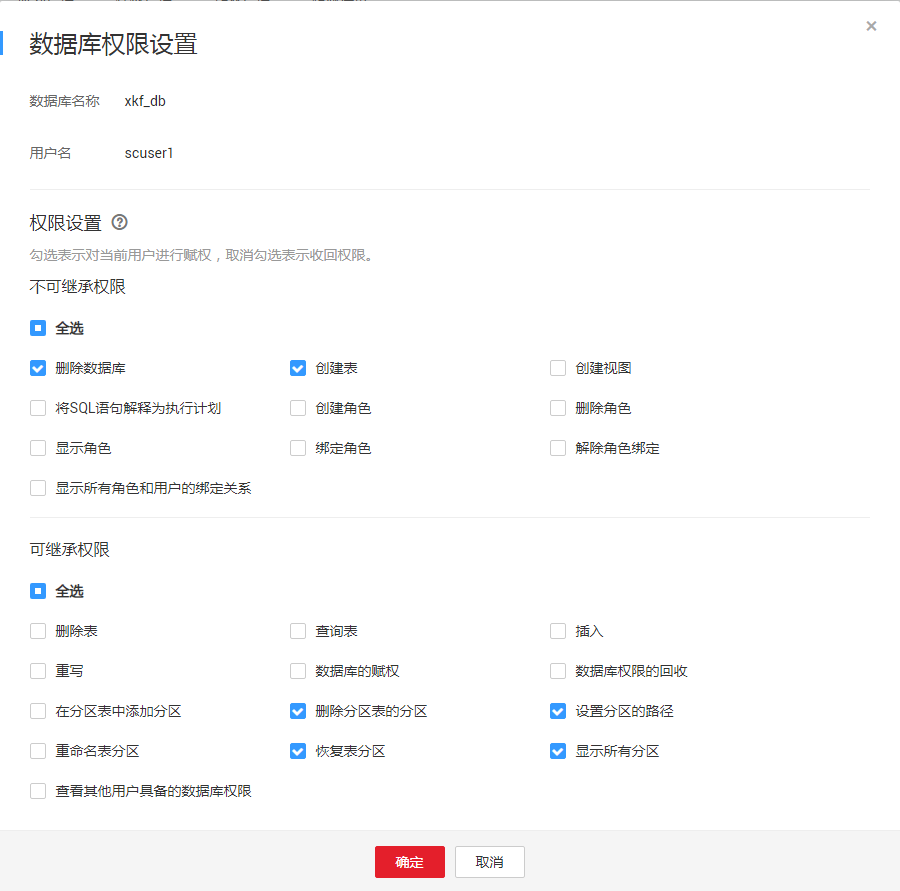 数据库权限设置
数据库名称 xkf_db
用户名 scuser1
权限设置
勾选表示对当前用户进行赋权，取消勾选表示收回权限。
不可继承权限
全选
删除数据库 创建表 创建视图
将SQL语句解释为执行计划 创建角色 删除角色
显示角色 绑定角色 解除角色绑定
显示所有角色和用户的绑定关系
可继承权限
全选
删除表 查询表 插入
重写 数据库的赋权 数据库权限的回收
在分区表中添加分区 删除分区表的分区 设置分区的路径
重命名表分区 恢复表分区 显示所有分区
查看其他用户具备的数据库权限
确定 取消